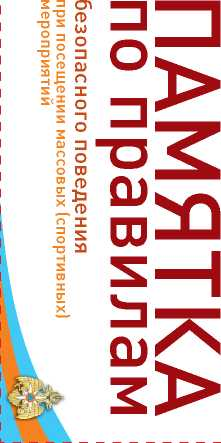 ПАМЯТКА
по правилам
безопасного поведения
при посещении массовых (спортивных)
мероприятий